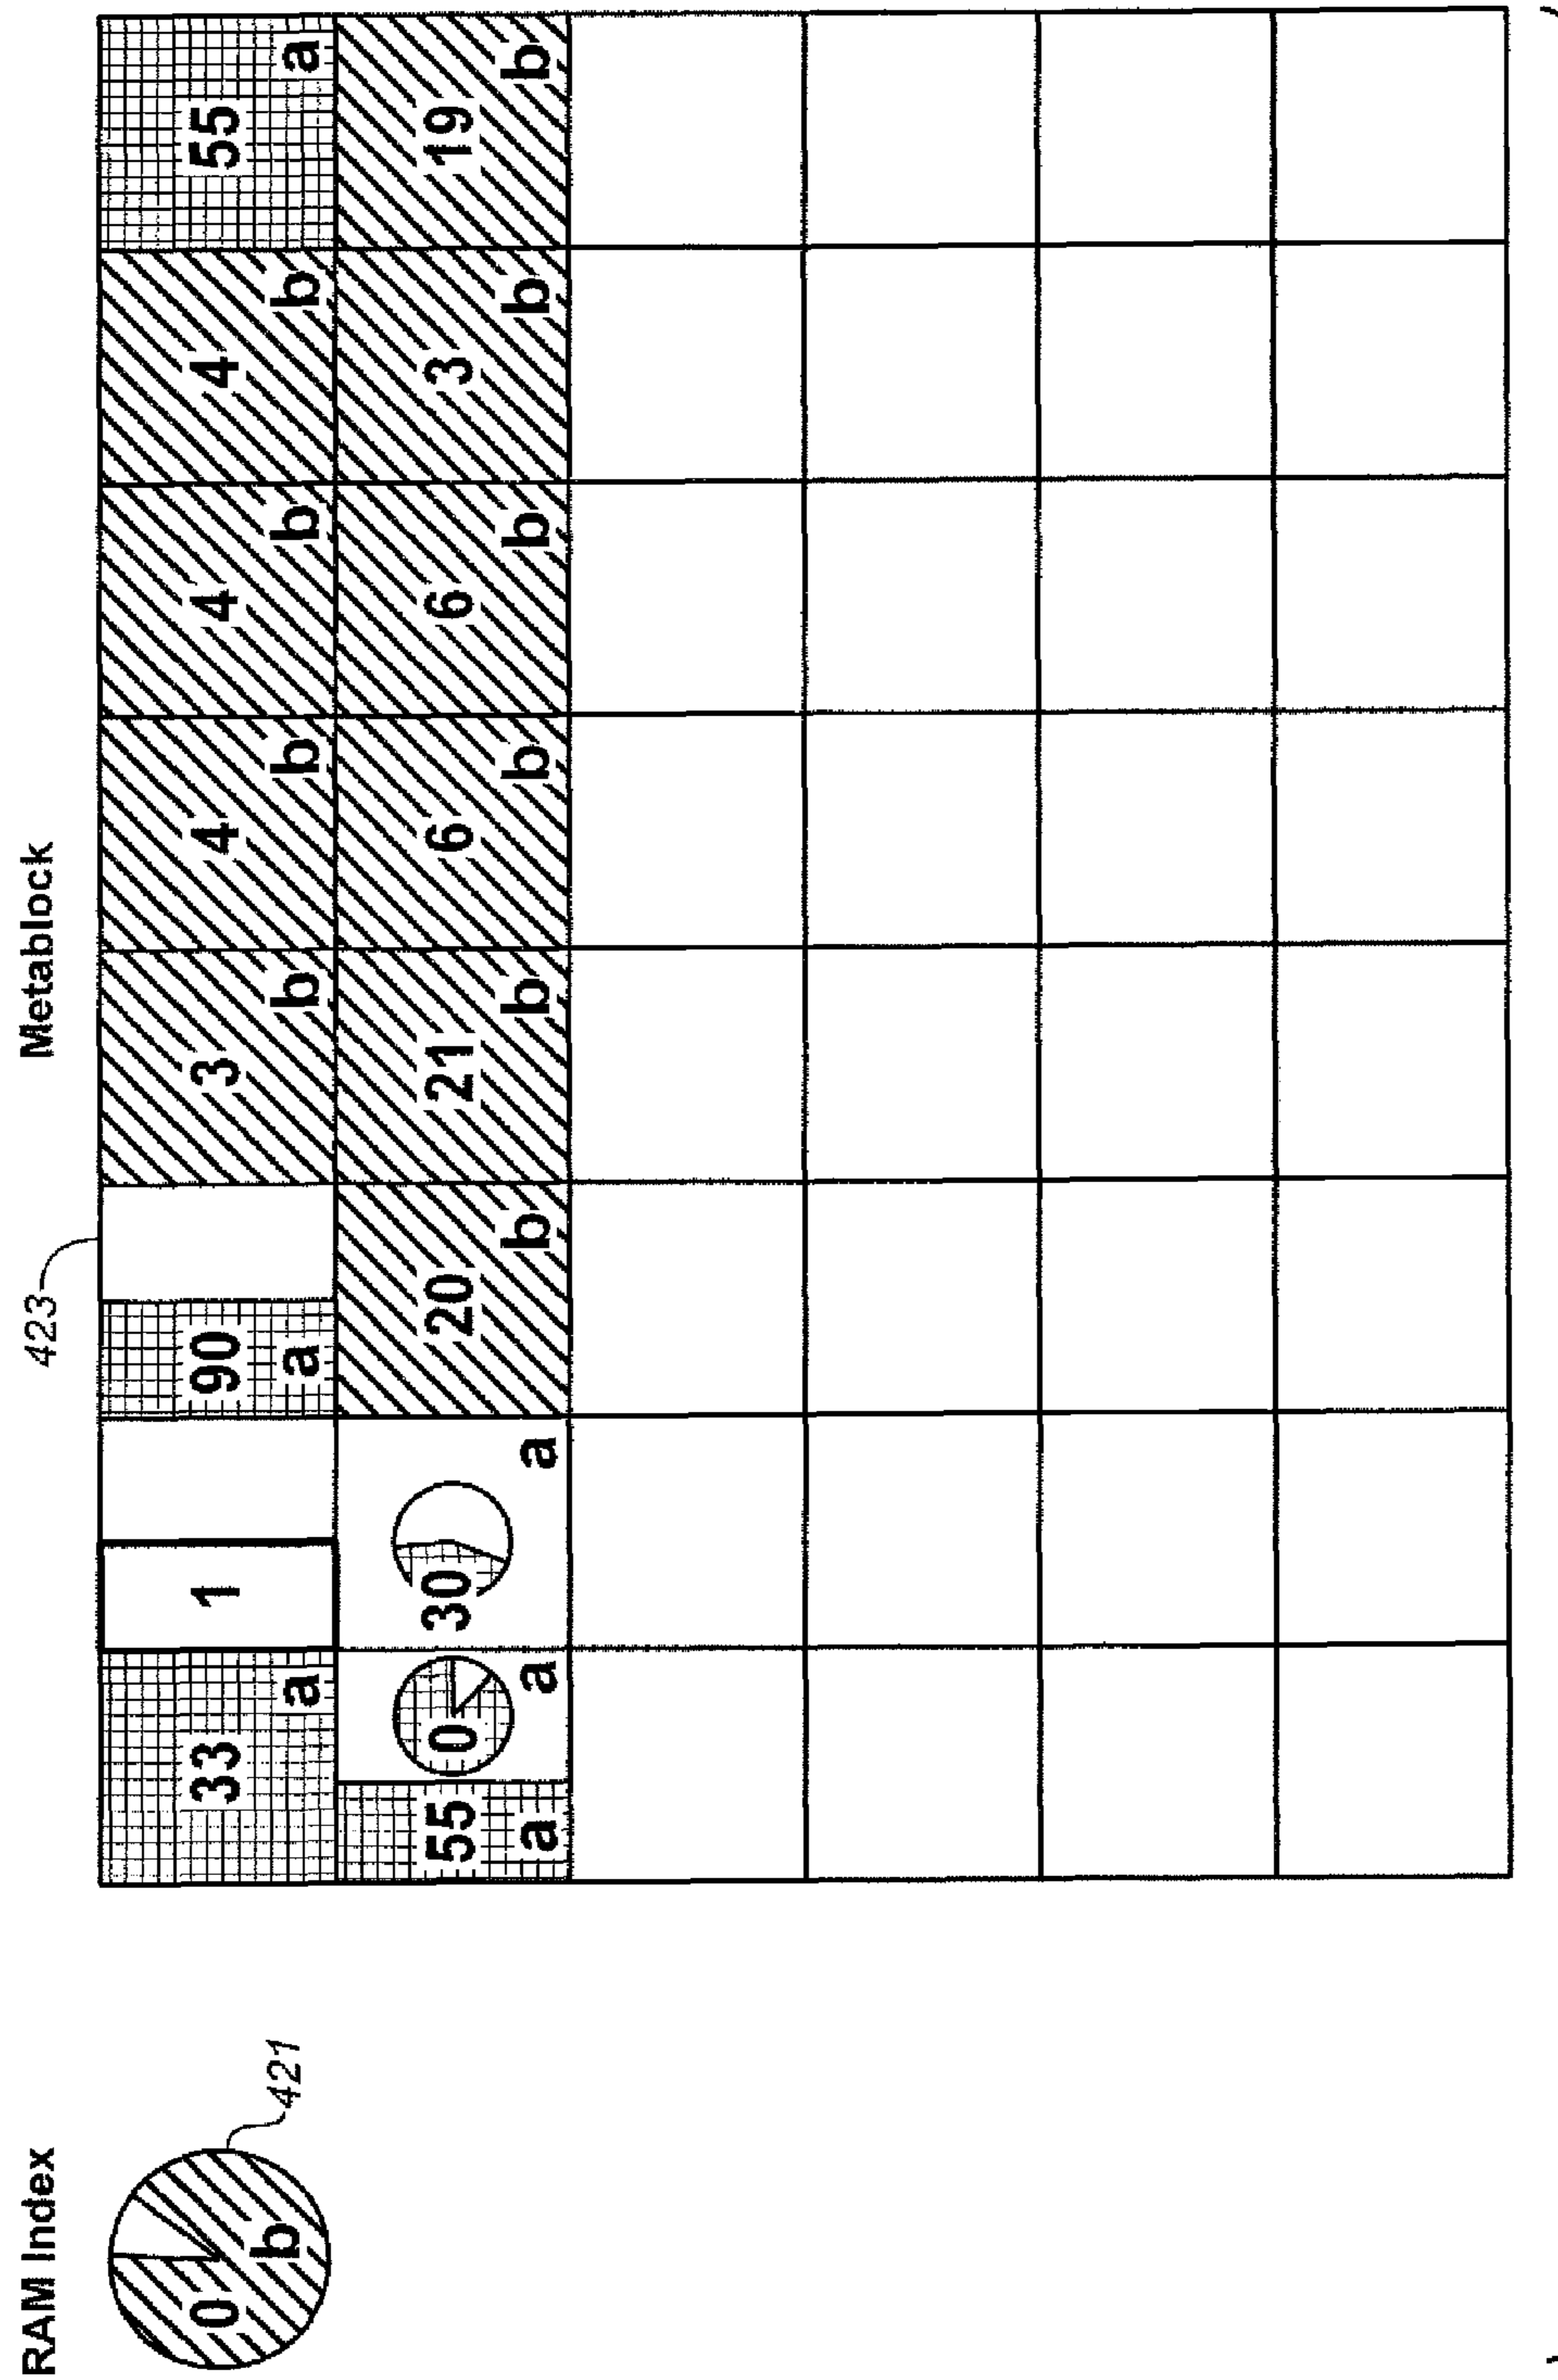 RAM Index Metablock
423
0 33 1 90 3 4 4 4 55
b a a b b b b a
421
55 0 30 20 21 6 6 3 19
a a a b b b b b b